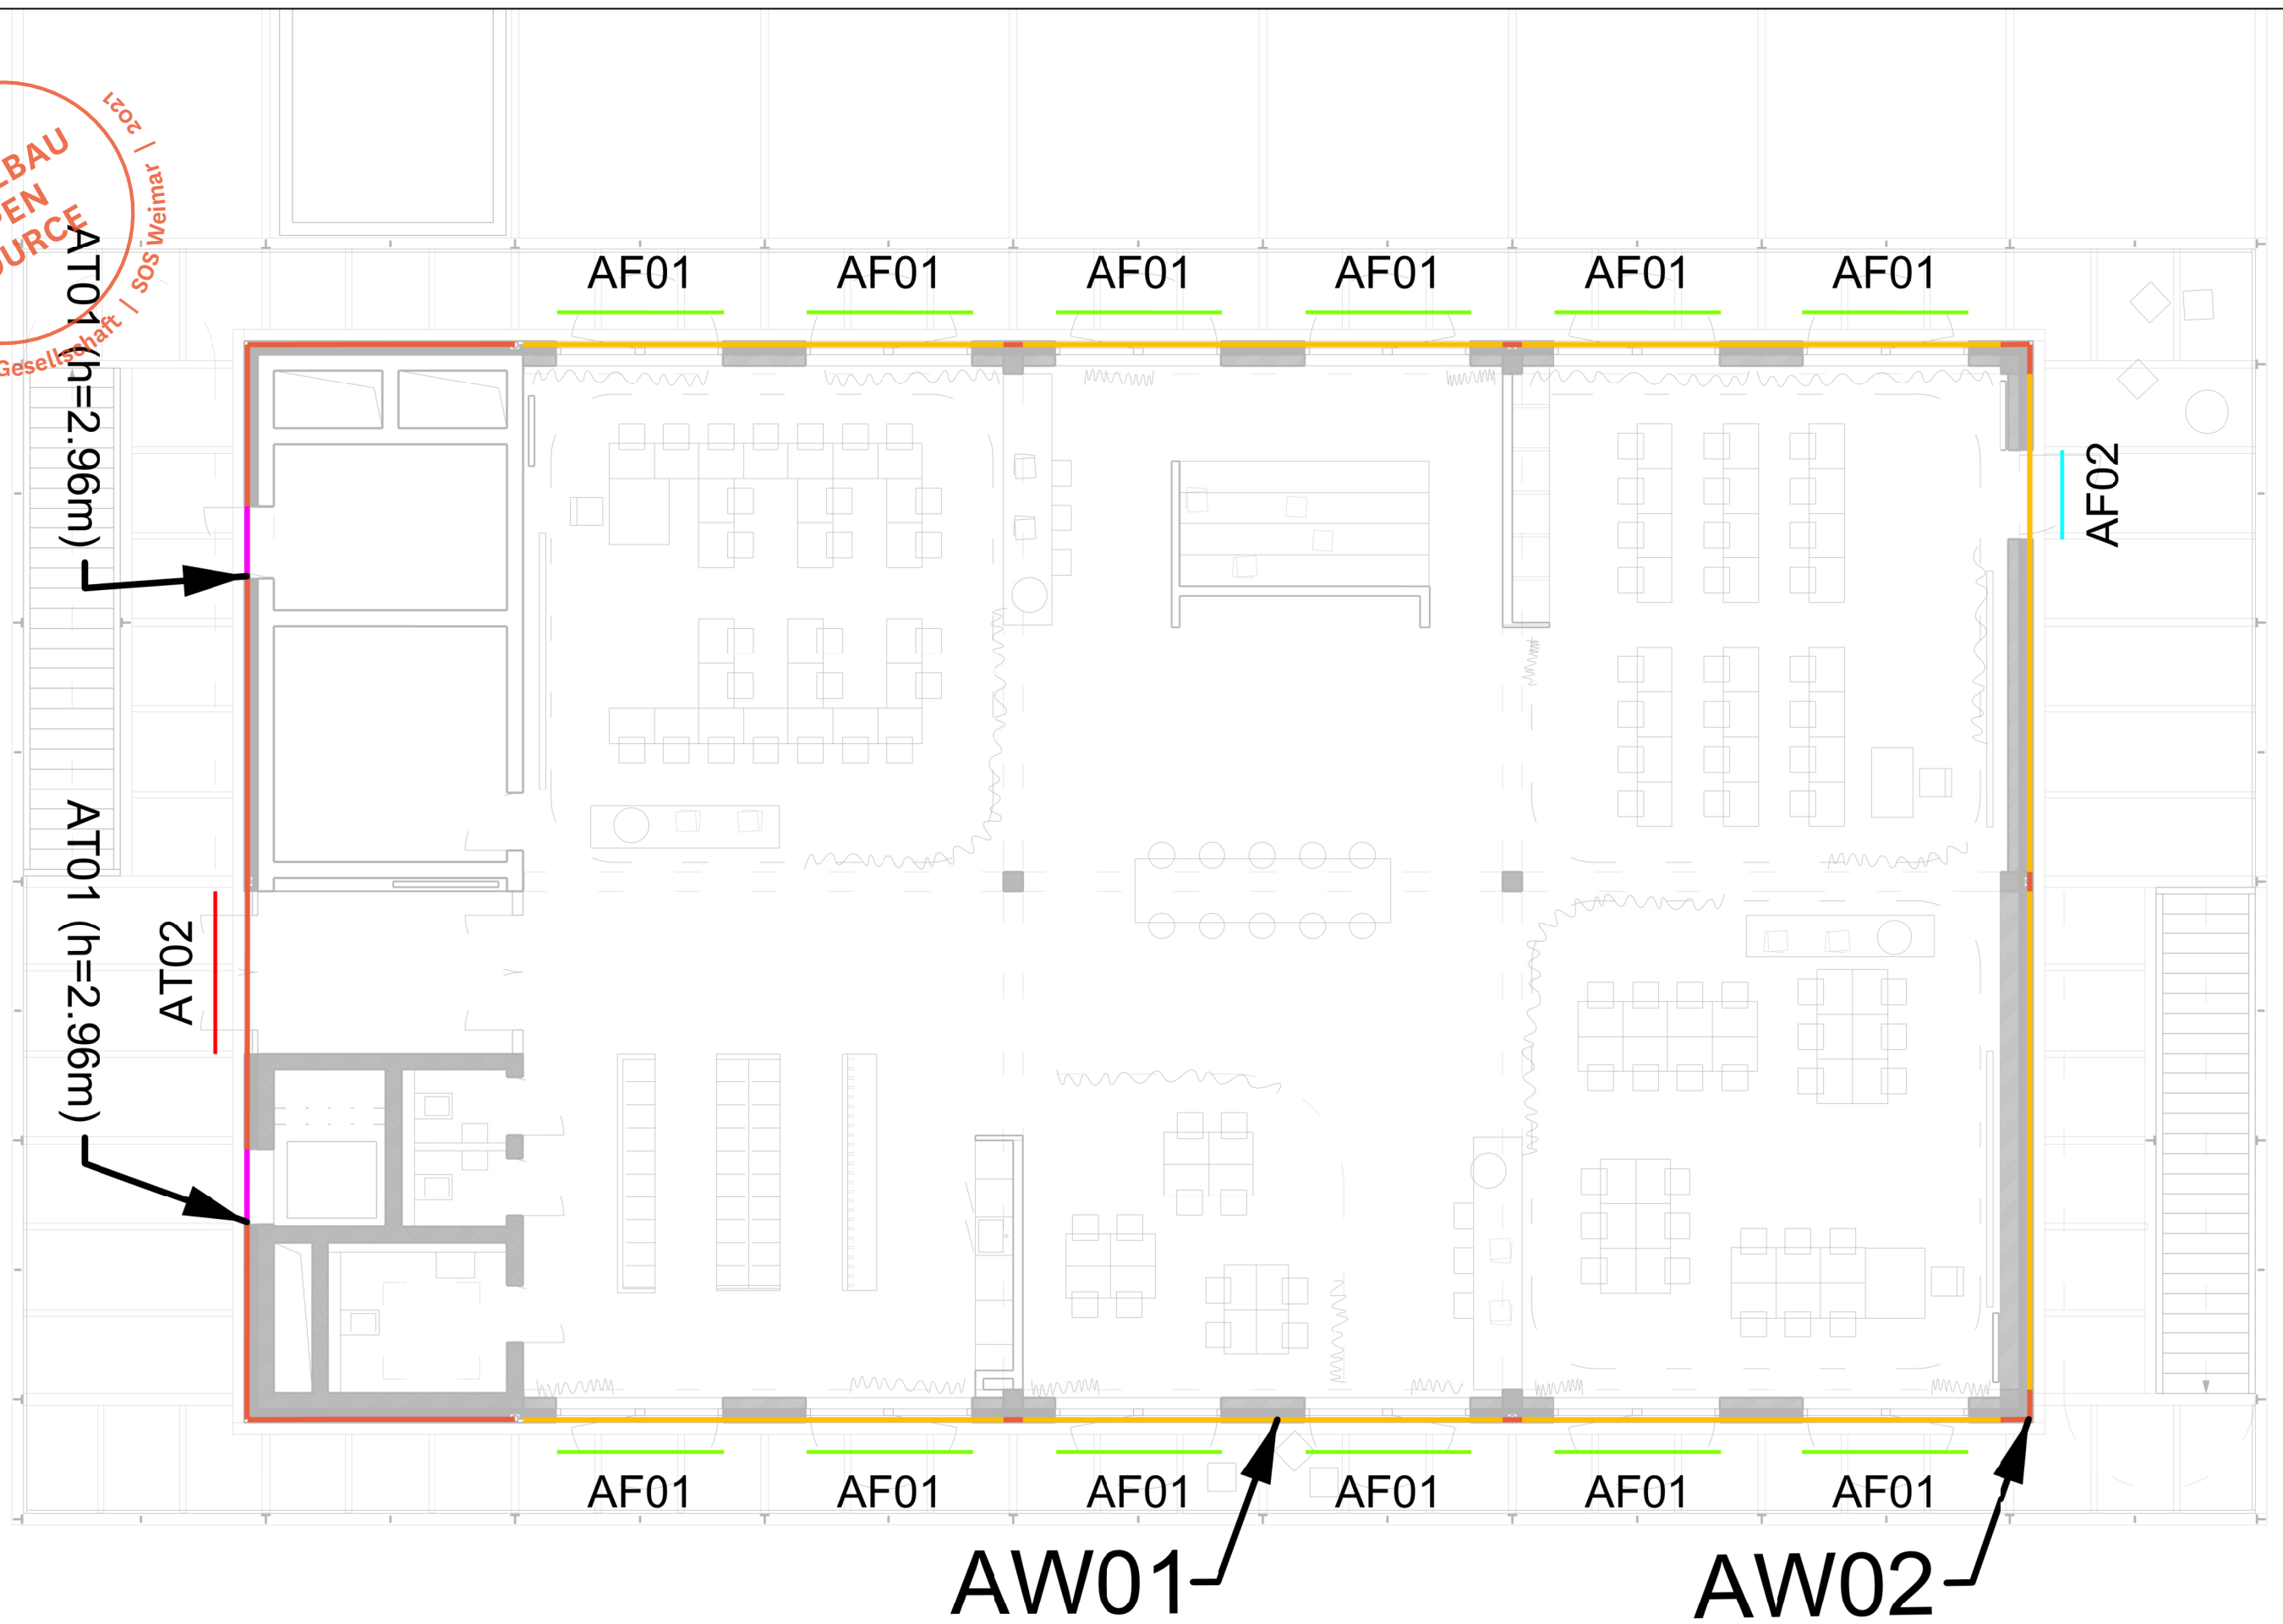 2021
SOS Weimar |
Gesellschaft |
AF01 AF01 AF01 AF01 AF01 AF01
AT01 (h=2.96m)
AF02
AT01 (h=2.96m)
AT02
AF01 AF01 AF01 AF01 AF01 AF01
AW01
AW02